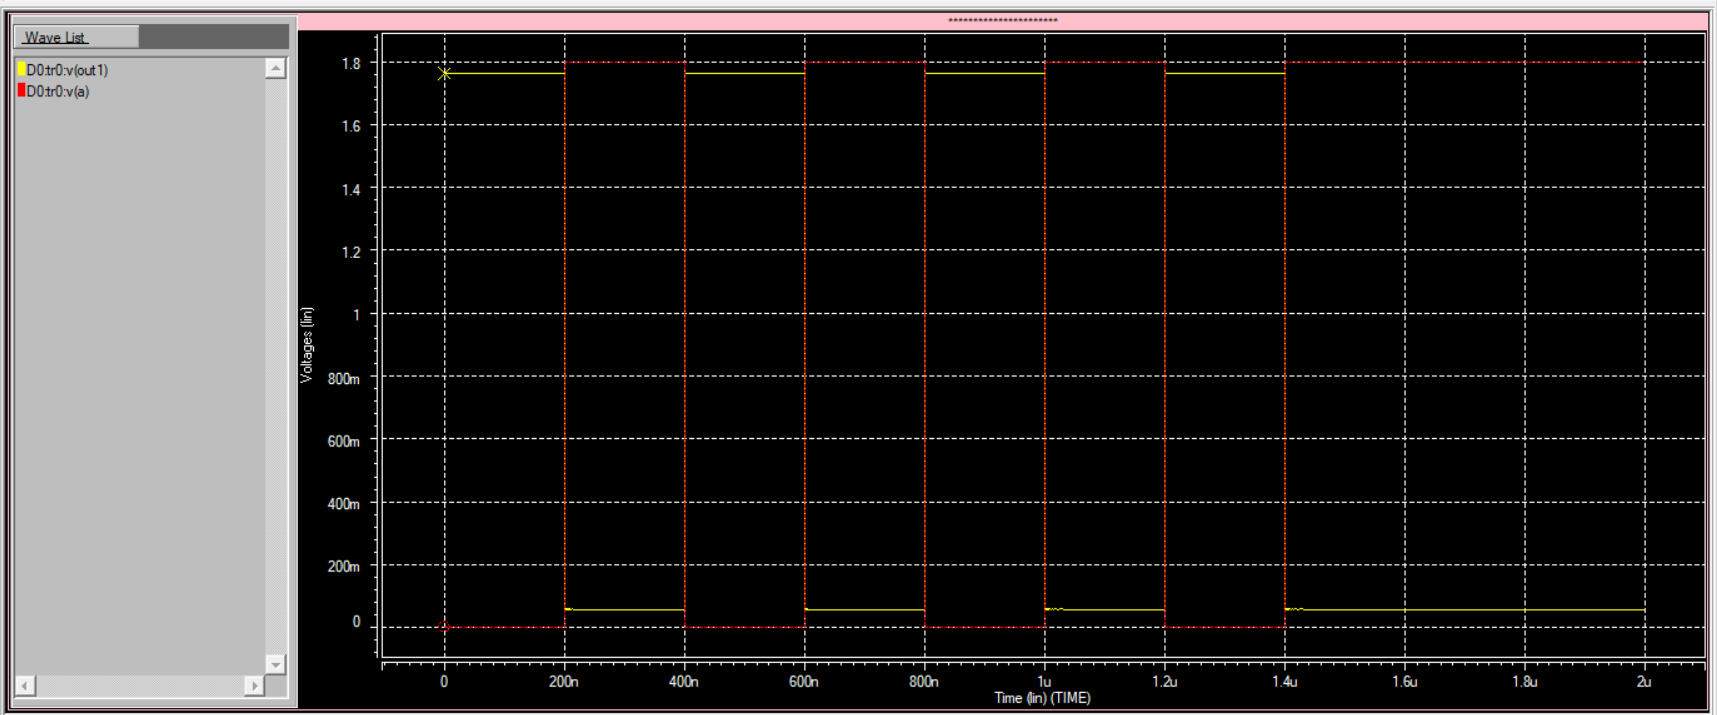 **********************
Wave List
D0:tr0:v(out1)
D0:tr0:v(a)
Voltages (lin)
1.8
1.6
1.4
1.2
1
800m
600m
400m
200m
0
0 200n 400n 600n 800n 1u 1.2u 1.4u 1.6u 1.8u 2u
Time (lin) (TIME)